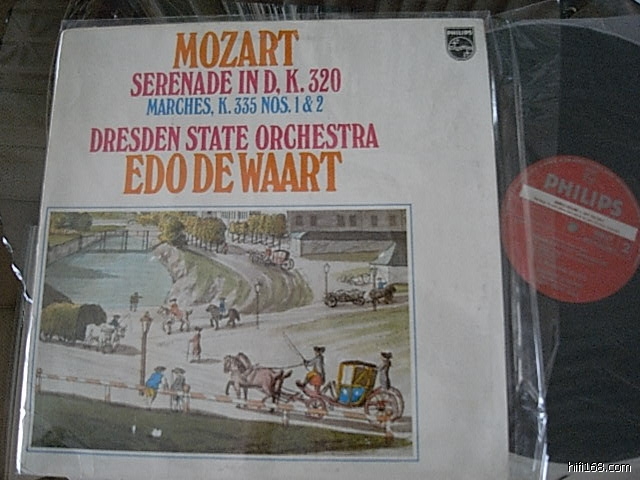 MOZART
SERENADE IN D, K. 320
MARCHES, K. 335 NOS. 1 & 2
DRESDEN STATE ORCHESTRA
EDO DE WAART
PHILIPS
PHILIPS
2
hifi168.com